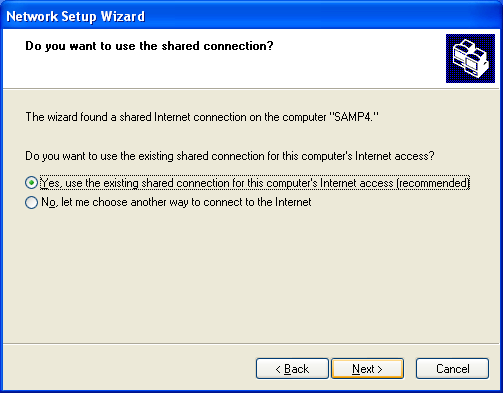 Network Setup Wizard
Do you want to use the shared connection?
The wizard found a shared Internet connection on the computer "SAMP4."
Do you want to use the existing shared connection for this computer's Internet access?
Yes, use the existing shared connection for this computer's Internet access (recommended)
No, let me choose another way to connect to the Internet
< Back Next > Cancel